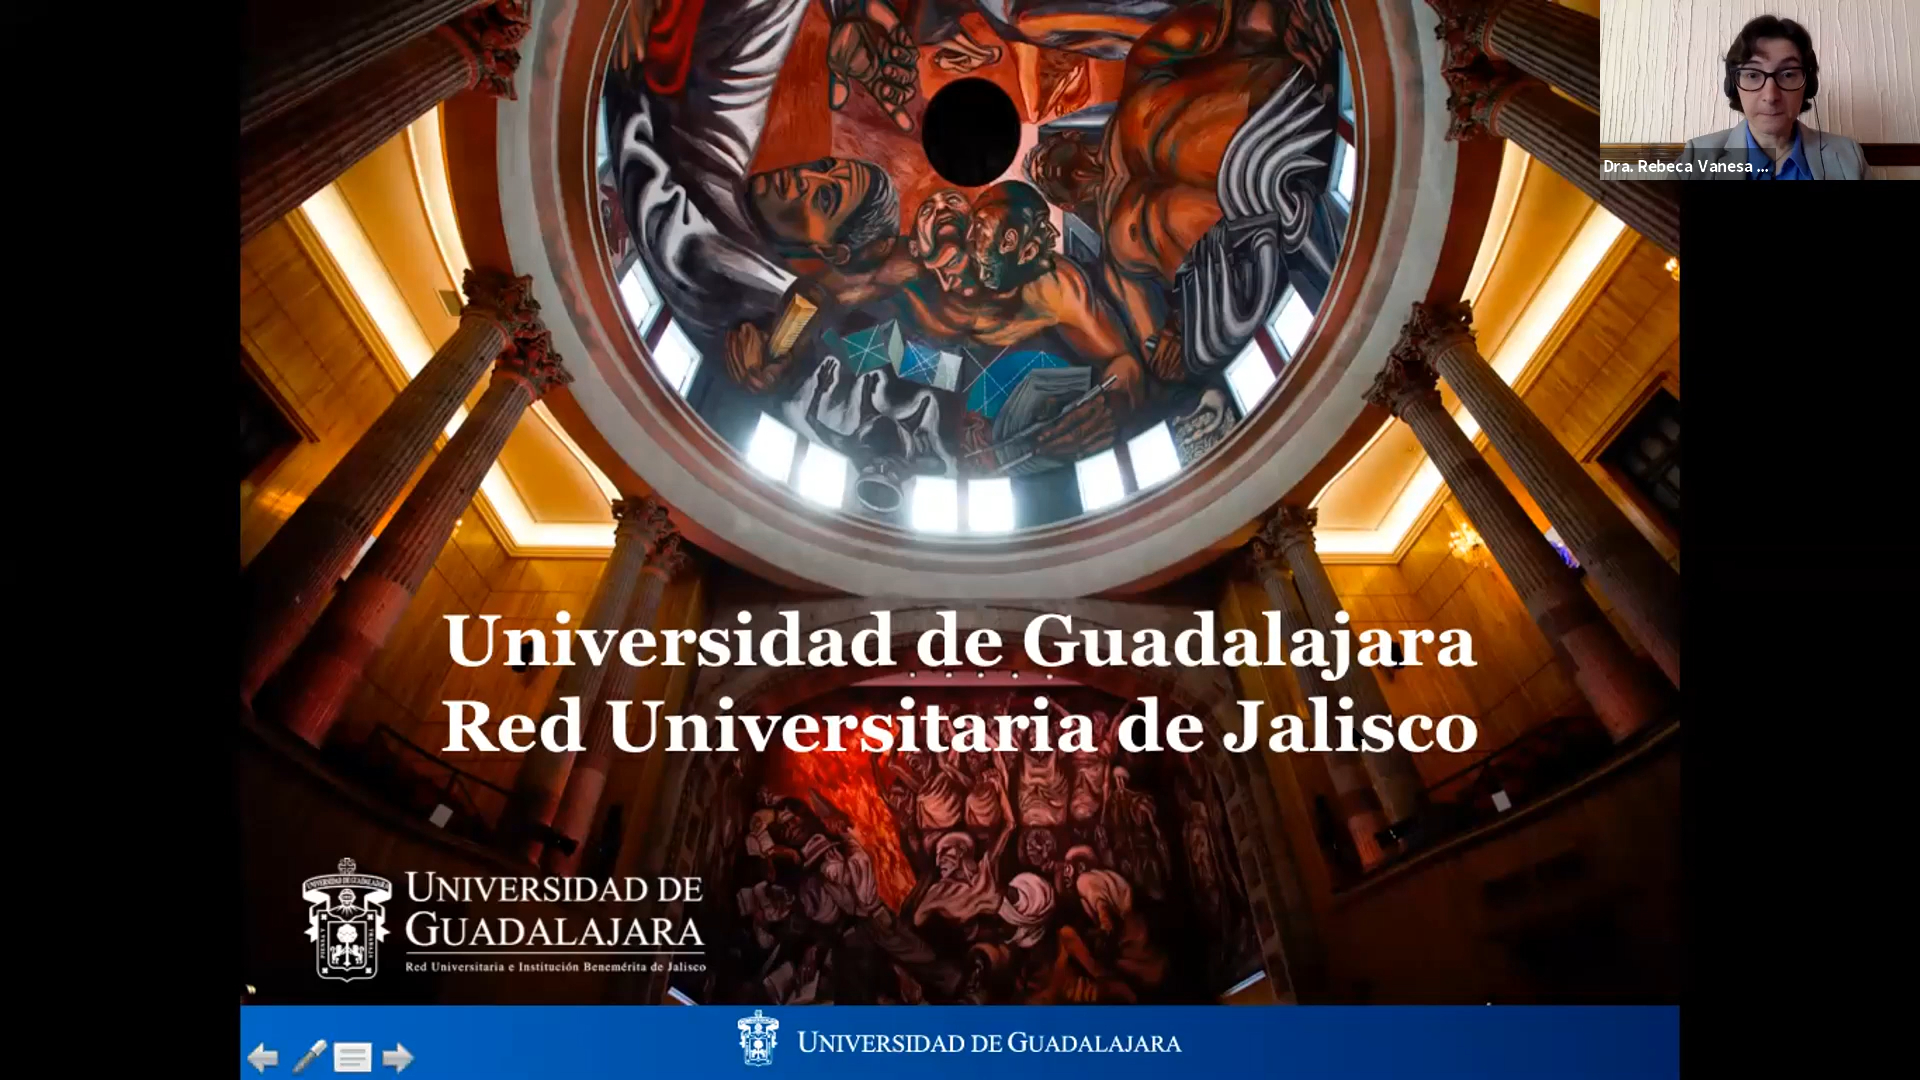 Dra. Rebeca Vanesa ...
Universidad de Guadalajara
Red Universitaria de Jalisco
UNIVERSIDAD DE
GUADALAJARA
Red Universitaria e Institución Benemérita de Jalisco
UNIVERSIDAD DE GUADALAJARA